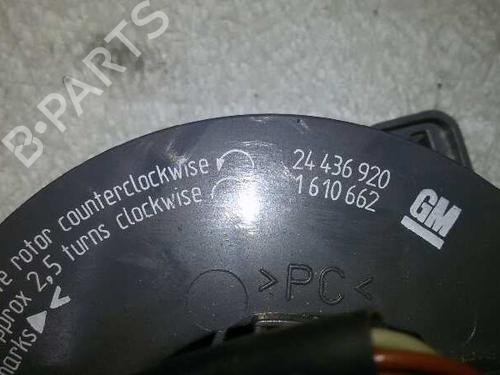 B-PARTS
e rotor counterclockwise
pprox 2,5 turns clockwise
marks
24 436 920
1 610 662
GM
>PC<